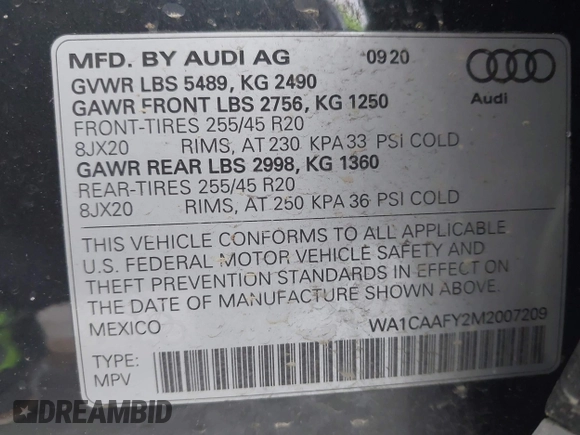 MFD. BY AUDI AG 09 20
GVWR LBS 5489, KG 2490
GAWR FRONT LBS 2756, KG 1250
FRONT-TIRES 255/45 R20
8JX20 RIMS, AT 230 KPA 33 PSI COLD
GAWR REAR LBS 2998, KG 1360
REAR-TIRES 255/45 R20
8JX20 RIMS, AT 250 KPA 36 PSI COLD
Audi
THIS VEHICLE CONFORMS TO ALL APPLICABLE
U.S. FEDERAL MOTOR VEHICLE SAFETY AND
THEFT PREVENTION STANDARDS IN EFFECT ON
THE DATE OF MANUFACTURE SHOWN ABOVE.
MEXICO WA1CAAFY2M2007209
TYPE:
MPV
DREAMBID